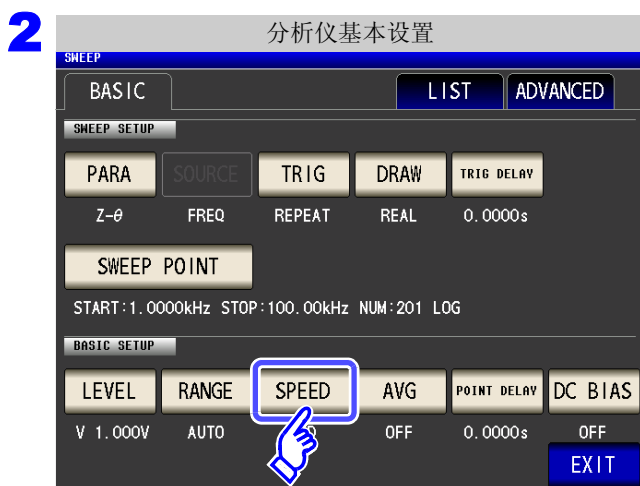 2
分析仪基本设置
SWEEP
BASIC LIST ADVANCED
SWEEP SETUP
PARA SOURCE TRIG DRAW TRIG DELAY
Z-θ FREQ REPEAT REAL 0.0000s
SWEEP POINT
START:1.0000kHz STOP:100.00kHz NUM:201 LOG
BASIC SETUP
LEVEL RANGE SPEED AVG POINT DELAY DC BIAS
V 1.000V AUTO OFF 0.0000s OFF
EXIT